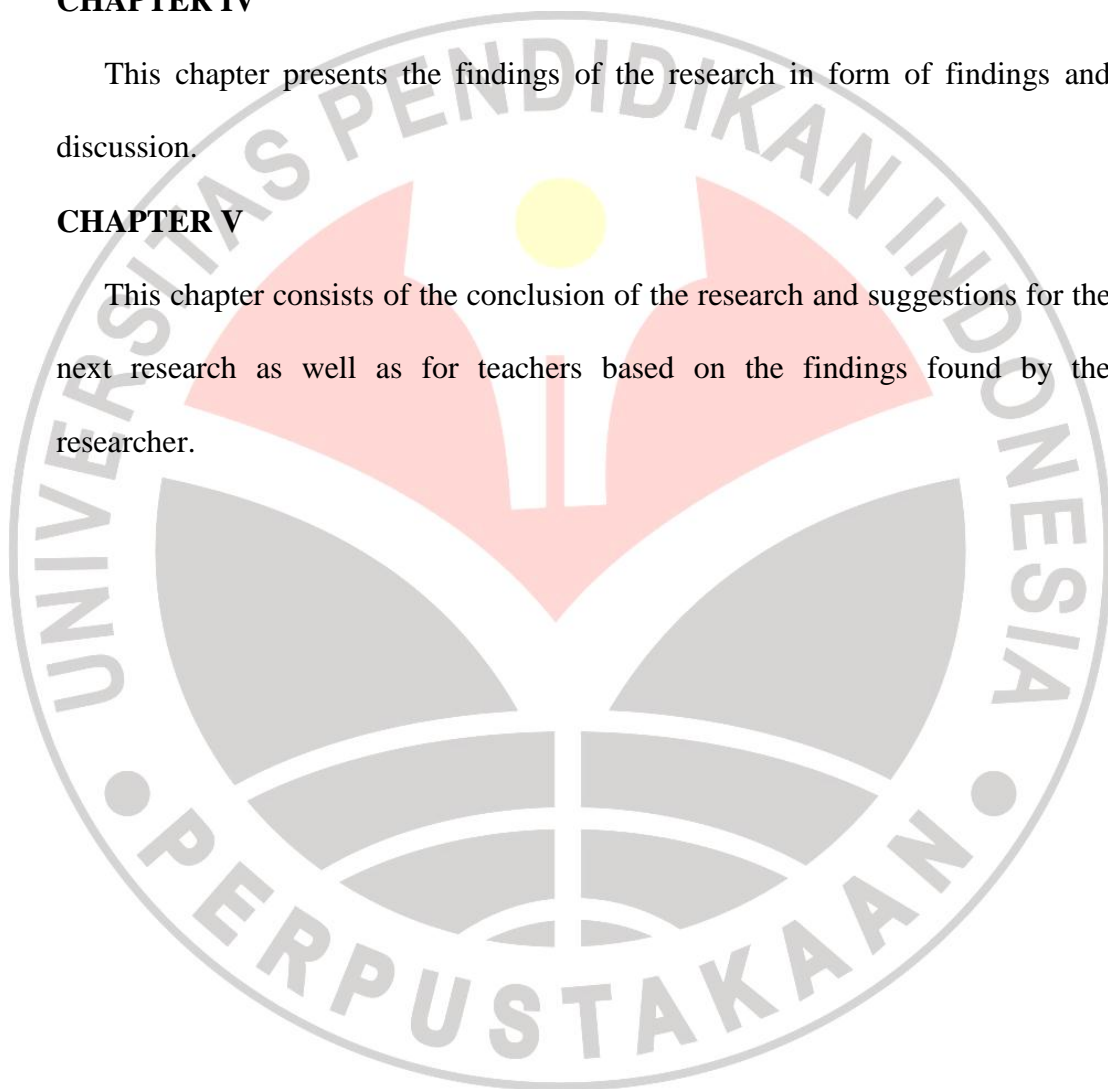 CHAPTER IV
This chapter presents the findings of the research in form of findings and
discussion.
CHAPTER V
This chapter consists of the conclusion of the research and suggestions for the
next research as well as for teachers based on the findings found by the
researcher.
UNIVERSITAS PENDIDIKAN INDONESIA
PERPUSTAKAAN